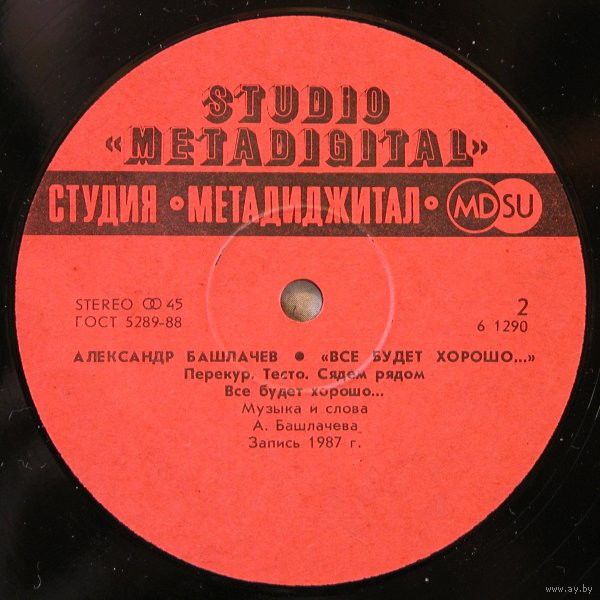 STUDIO
«METADIGITAL»
СТУДИЯ • МЕТАДИДЖИТАЛ • MD SU
STEREO ꝏ 45
ГОСТ 5289-88
2
6 1290
АЛЕКСАНДР БАШЛАЧЕВ • «ВСЕ БУДЕТ ХОРОШО...»
Перекур. Тесто. Сядем рядом
Все будет хорошо...
Музыка и слова
А. Башлачева
Запись 1987 г.
www.ay.by